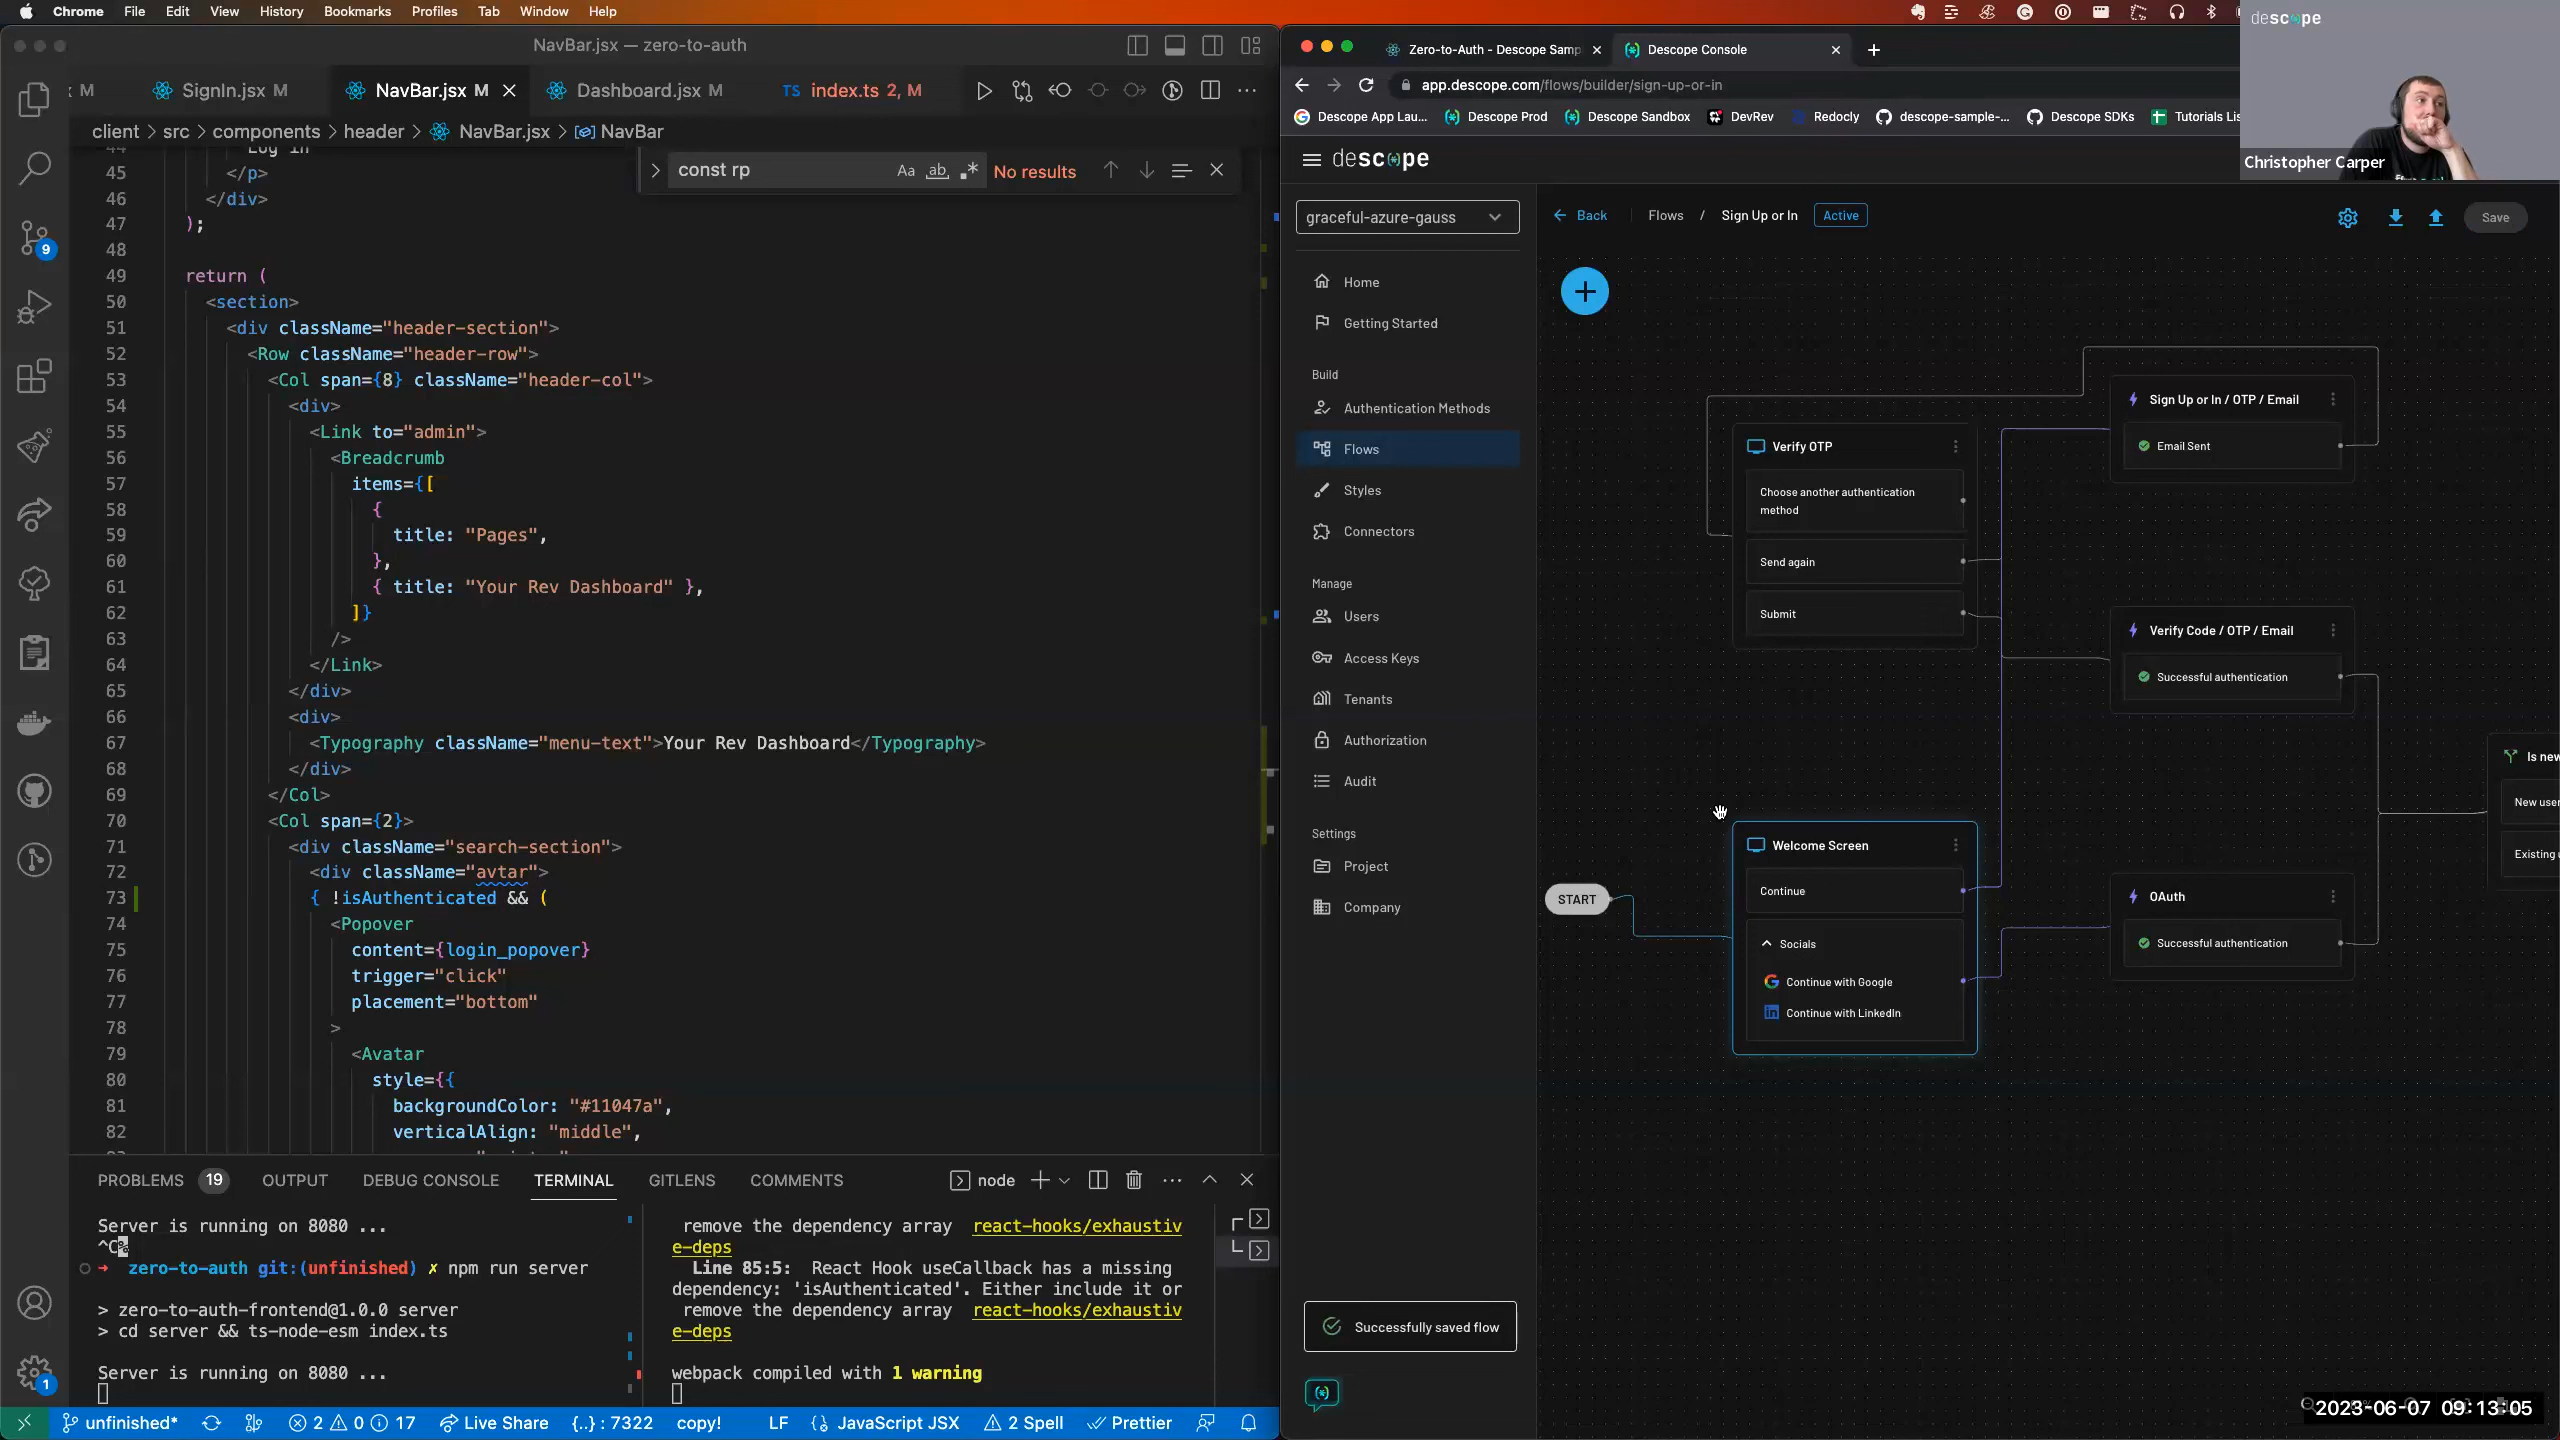 Chrome File Edit View History Bookmarks Profiles Tab Window Help
NavBar.jsx — zero-to-auth
M SignIn.jsx M NavBar.jsx M Dashboard.jsx M TS index.ts 2, M
client > src > components > header > NavBar.jsx > NavBar
const rp Aa ab No results
44 Log in
45 </p>
46 </div>
47 );
48
49 return (
50 <section>
51 <div className="header-section">
52 <Row className="header-row">
53 <Col span={8} className="header-col">
54 <div>
55 <Link to="admin">
56 <Breadcrumb
57 items={[
58 {
59 title: "Pages",
60 },
61 { title: "Your Rev Dashboard" },
62 ]}
63 />
64 </Link>
65 </div>
66 <div>
67 <Typography className="menu-text">Your Rev Dashboard</Typography>
68 </div>
69 </Col>
70 <Col span={2}>
71 <div className="search-section">
72 <div className="avtar">
73 { !isAuthenticated && (
74 <Popover
75 content={login_popover}
76 trigger="click"
77 placement="bottom"
78 >
79 <Avatar
80 style={{
81 backgroundColor: "#11047a",
82 verticalAlign: "middle",
9
1
PROBLEMS 19 OUTPUT DEBUG CONSOLE TERMINAL GITLENS COMMENTS node
Server is running on 8080 ...
^C%
→ zero-to-auth git:(unfinished) ✗ npm run server
> zero-to-auth-frontend@1.0.0 server
> cd server && ts-node-esm index.ts
Server is running on 8080 ...
remove the dependency array react-hooks/exhaustiv
e-deps
Line 85:5: React Hook useCallback has a missing
dependency: 'isAuthenticated'. Either include it or
remove the dependency array react-hooks/exhaustiv
e-deps
webpack compiled with 1 warning
unfinished* 2 0 17 Live Share {..} : 7322 copy! LF JavaScript JSX 2 Spell Prettier
Zero-to-Auth - Descope Samp Descope Console
app.descope.com/flows/builder/sign-up-or-in
Descope App Lau... Descope Prod Descope Sandbox DevRev Redocly descope-sample-... Descope SDKs Tutorials Lis
descope
Christopher Carper
descope
graceful-azure-gauss
Home
Getting Started
Build
Authentication Methods
Flows
Styles
Connectors
Manage
Users
Access Keys
Tenants
Authorization
Audit
Settings
Project
Company
Successfully saved flow
Back Flows / Sign Up or In Active Save
START
Verify OTP
Choose another authentication
method
Send again
Submit
Welcome Screen
Continue
Socials
Continue with Google
Continue with LinkedIn
Sign Up or In / OTP / Email
Email Sent
Verify Code / OTP / Email
Successful authentication
OAuth
Successful authentication
Is new
New user
Existing
2023-06-07 09:13:05